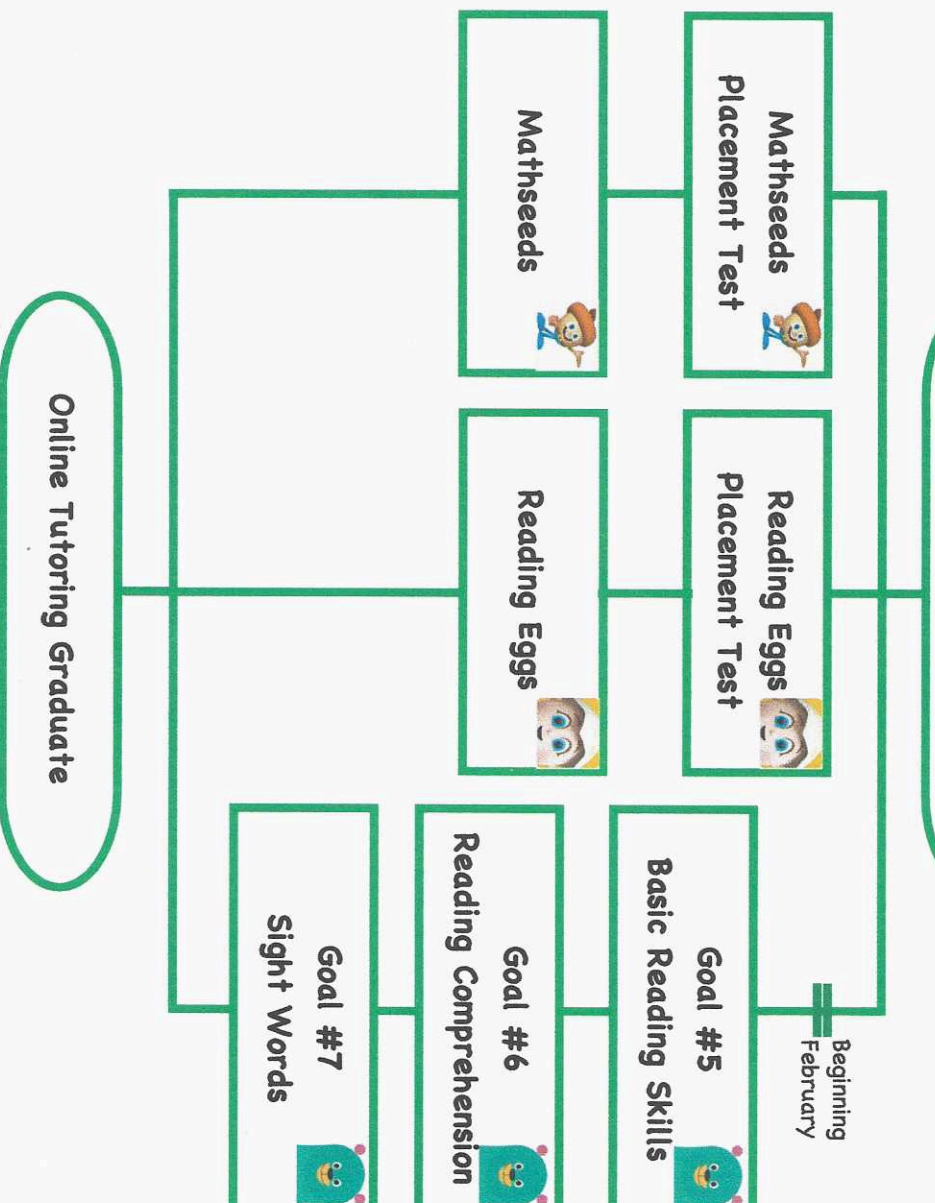 Beginning
February
Mathseeds
Placement Test
Reading Eggs
Placement Test
Goal #5
Basic Reading Skills
Mathseeds
Reading Eggs
Goal #6
Reading Comprehension
Goal #7
Sight Words
Online Tutoring Graduate